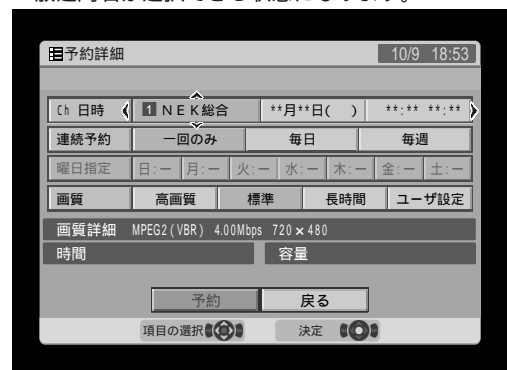 予約詳細 10/9 18:53
Ch 日時 1 NEK総合 **月**日( ) **:** **:**
連続予約 一回のみ 毎日 毎週
曜日指定 日:ー 月:ー 火:ー 水:ー 木:ー 金:ー 土:ー
画質 高画質 標準 長時間 ユーザ設定
画質詳細 MPEG2(VBR) 4.00Mbps 720×480
時間 容量
予約 戻る
項目の選択 決定